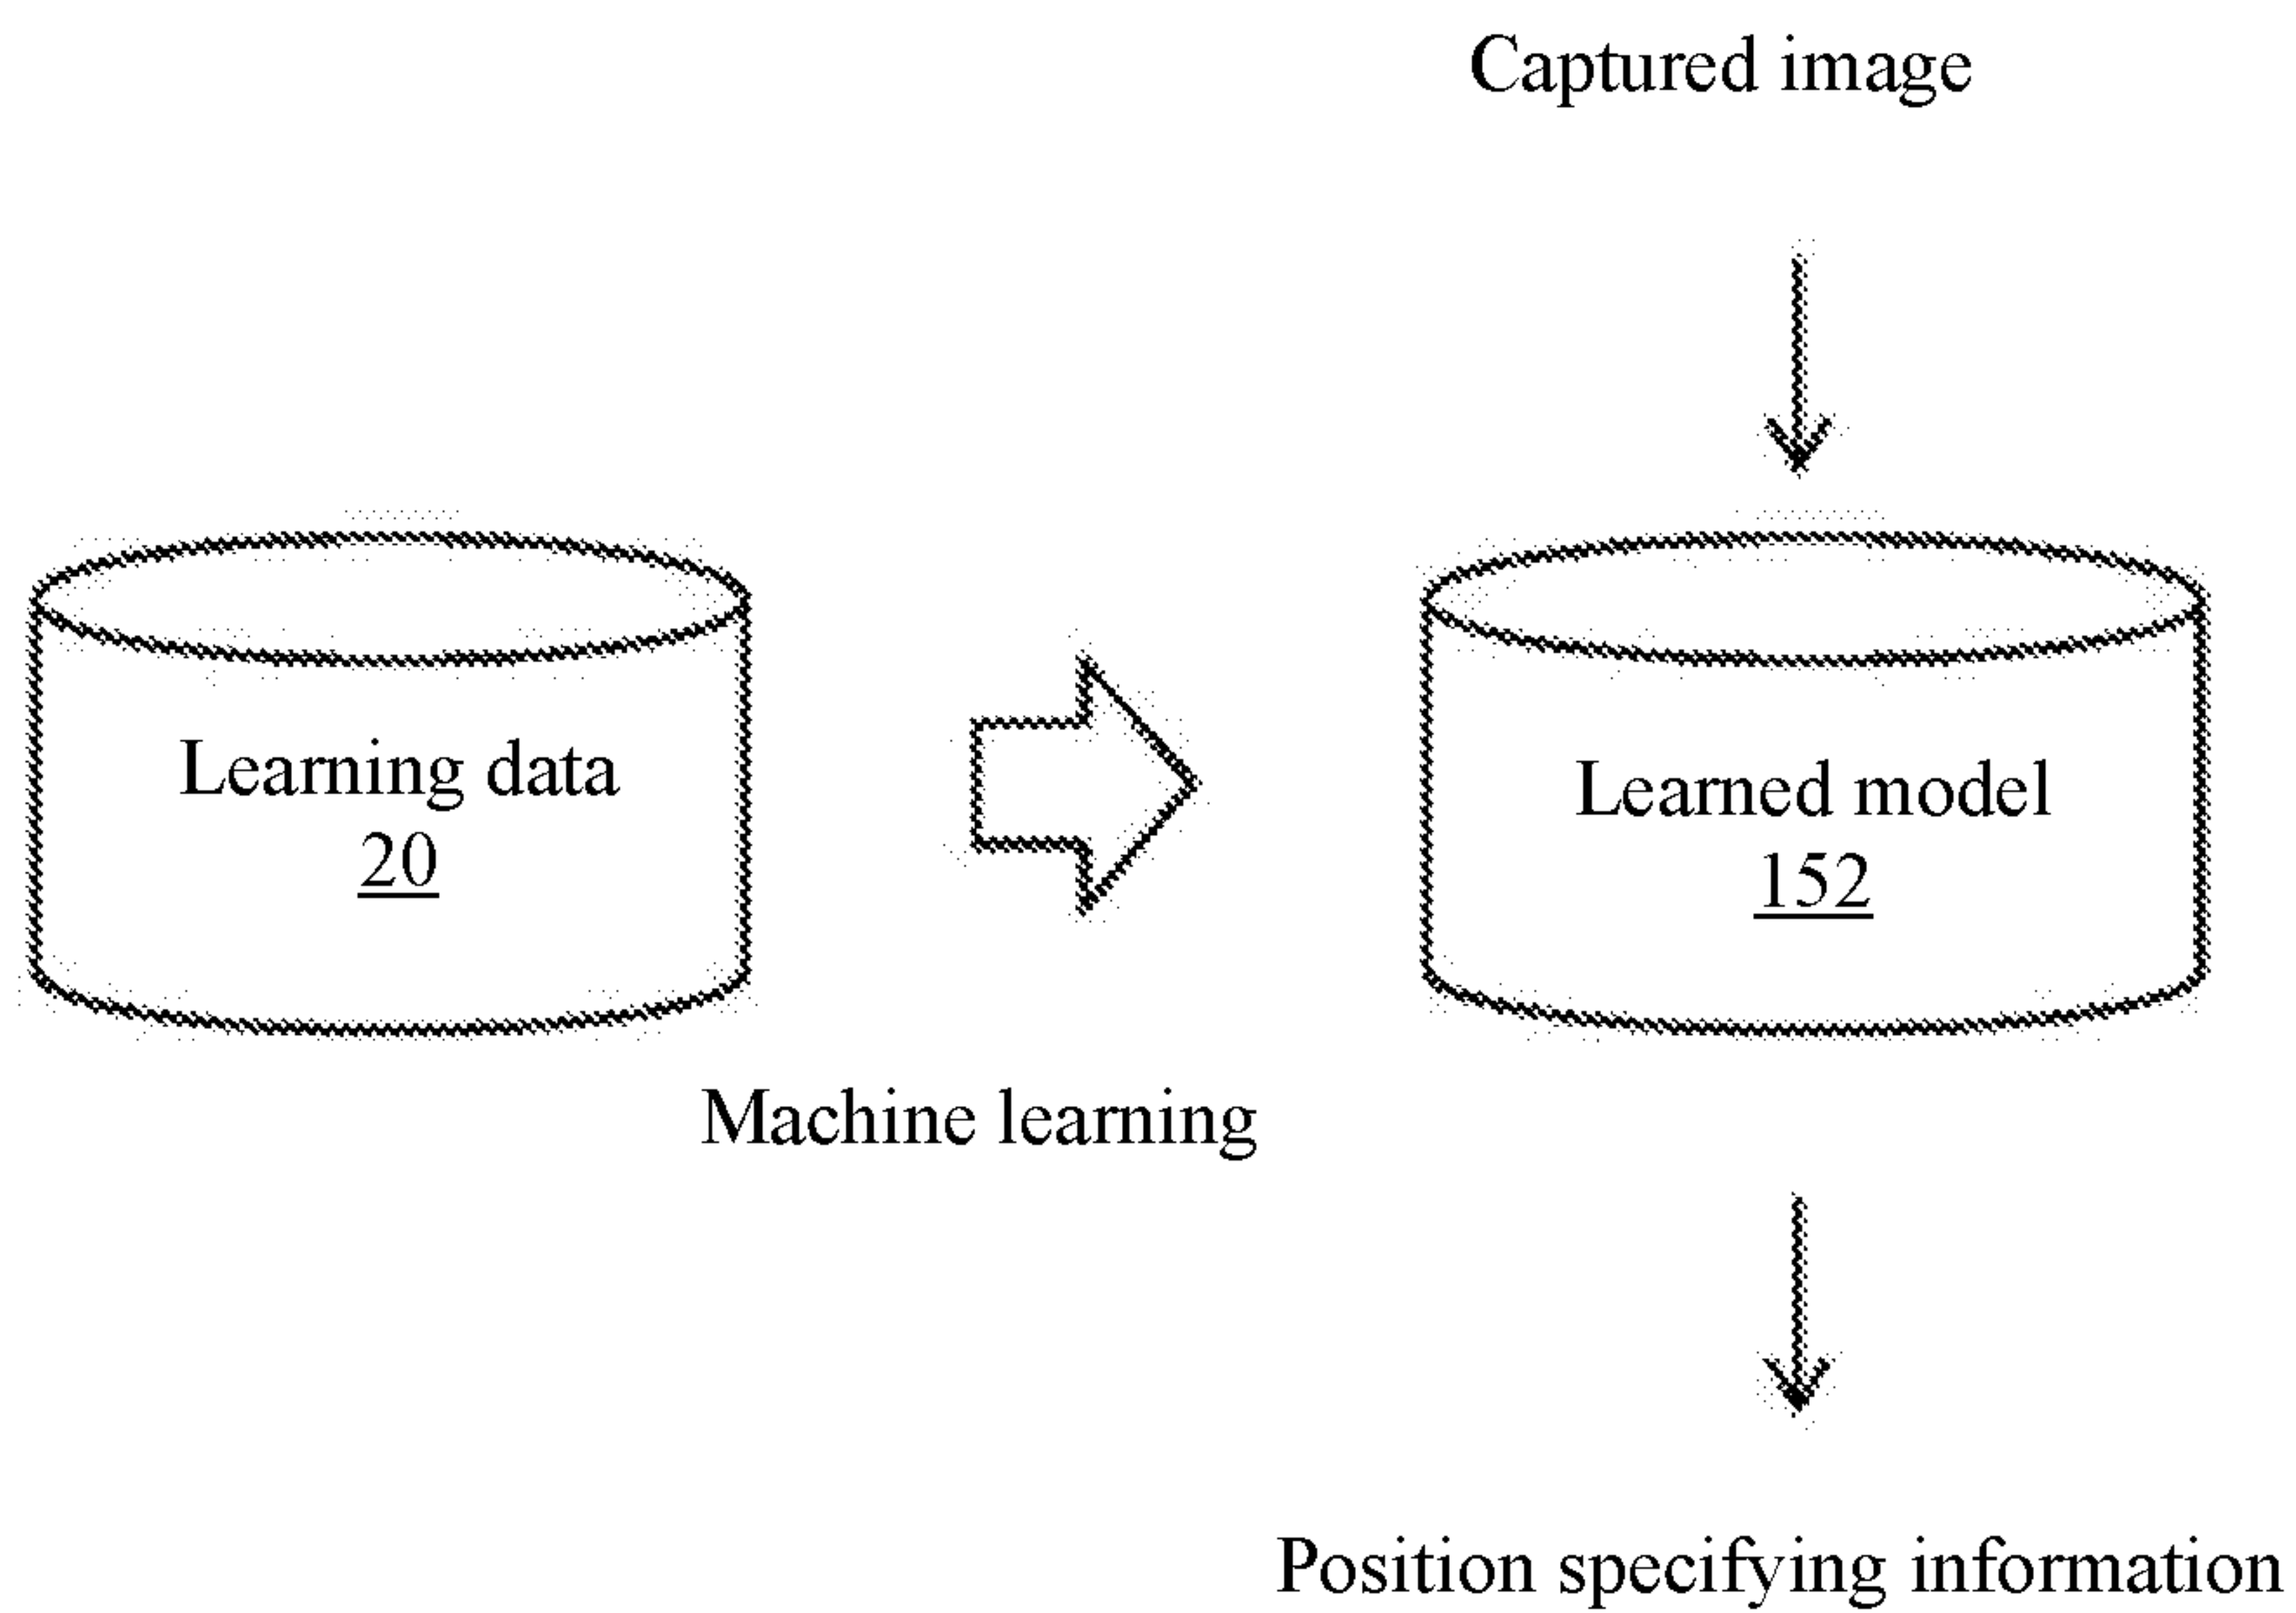 Captured image
Learning data
20
Learned model
152
Machine learning
Position specifying information